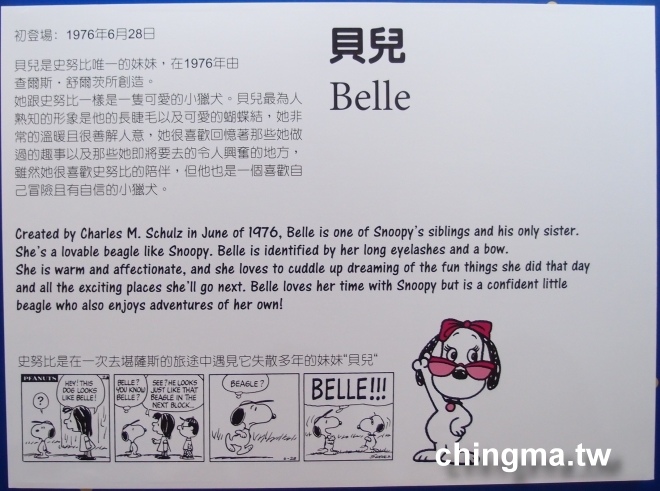 初登場: 1976年6月28日
貝兒
Belle
貝兒是史努比唯一的妹妹，在1976年由
查爾斯·舒爾茨所創造。
她跟史努比一樣是一隻可愛的小獵犬。貝兒最為人
熟知的形象是他的長睫毛以及可愛的蝴蝶結，她非
常的溫暖且很善解人意，她很喜歡回憶著那些她做
過的趣事以及那些她即將要去的令人興奮的地方，
雖然她很喜歡史努比的陪伴，但他也是一個喜歡自
己冒險且有自信的小獵犬。
Created by Charles M. Schulz in June of 1976, Belle is one of Snoopy's siblings and his only sister.
She's a lovable beagle like Snoopy. Belle is identified by her long eyelashes and a bow.
She is warm and affectionate, and she loves to cuddle up dreaming of the fun things she did that day
and all the exciting places she'll go next. Belle loves her time with Snoopy but is a confident little
beagle who also enjoys adventures of her own!
史努比是在一次去堪薩斯的旅途中遇見它失散多年的妹妹"貝兒"
PEANUTS
?
HEY! THIS
DOG LOOKS
LIKE BELLE!
BELLE?
YOU KNOW
BELLE?
SEE? HE LOOKS
JUST LIKE THAT
BEAGLE IN THE
NEXT BLOCK...
BEAGLE?
6-28
BELLE!!!
chingma.tw